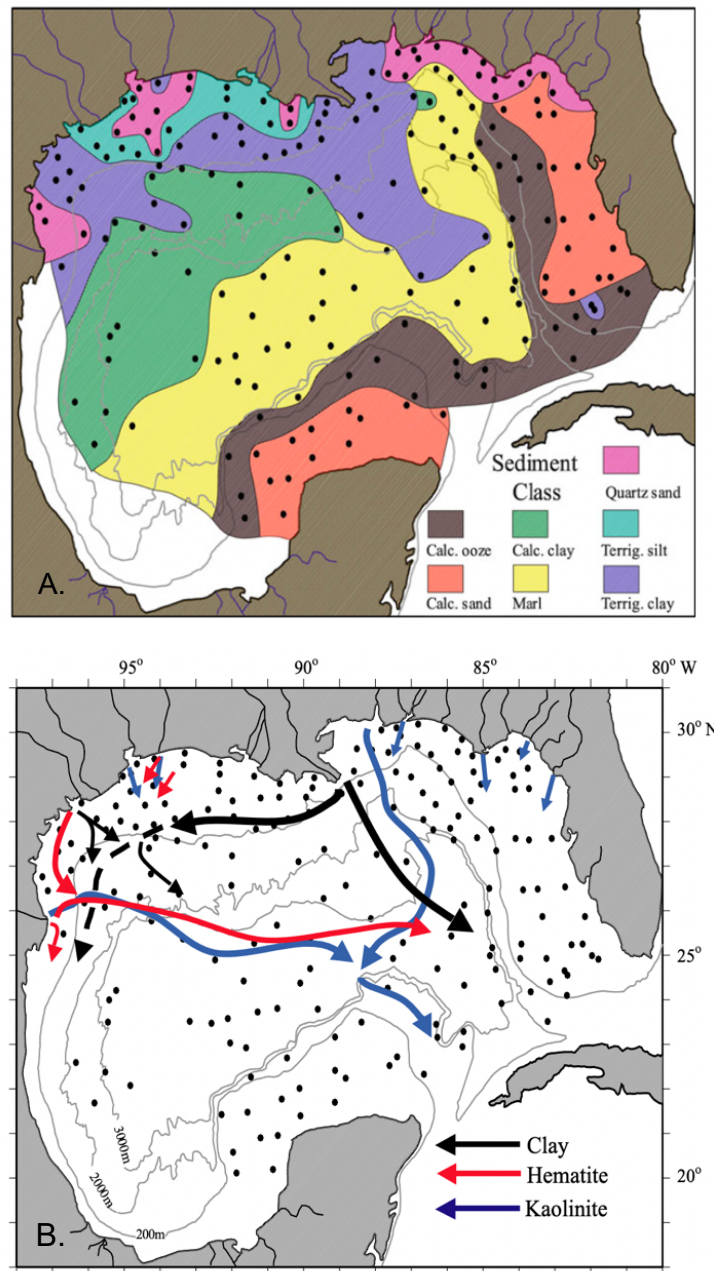 Sediment
Class
Quartz sand
Calc. ooze
Calc. clay
Terrig. silt
Calc. sand
Marl
Terrig. clay
A.
95° 90° 85° 80° W
30° N
25°
20°
3000m
2000m
200m
Clay
Hematite
Kaolinite
B.